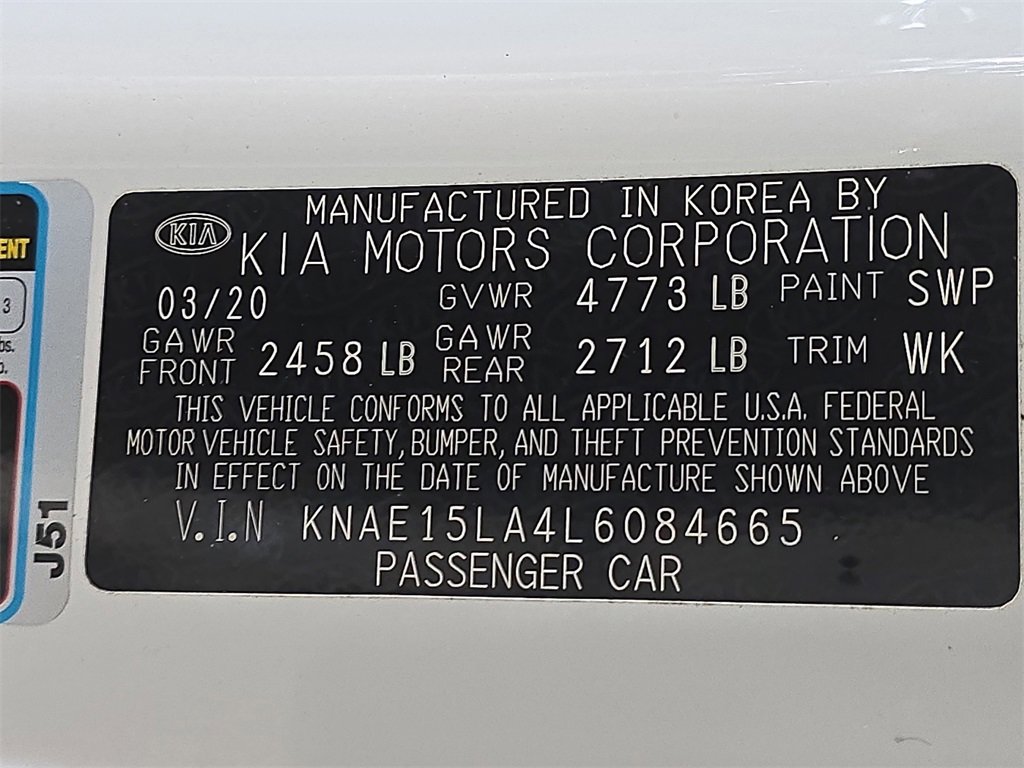 MANUFACTURED IN KOREA BY
KIA
KIA MOTORS CORPORATION
03/20 GVWR 4773 LB PAINT SWP
GAWR FRONT 2458 LB GAWR REAR 2712 LB TRIM WK
THIS VEHICLE CONFORMS TO ALL APPLICABLE U.S.A. FEDERAL
MOTOR VEHICLE SAFETY, BUMPER, AND THEFT PREVENTION STANDARDS
IN EFFECT ON THE DATE OF MANUFACTURE SHOWN ABOVE
V.I.N KNAE15LA4L6084665
PASSENGER CAR
3
J51